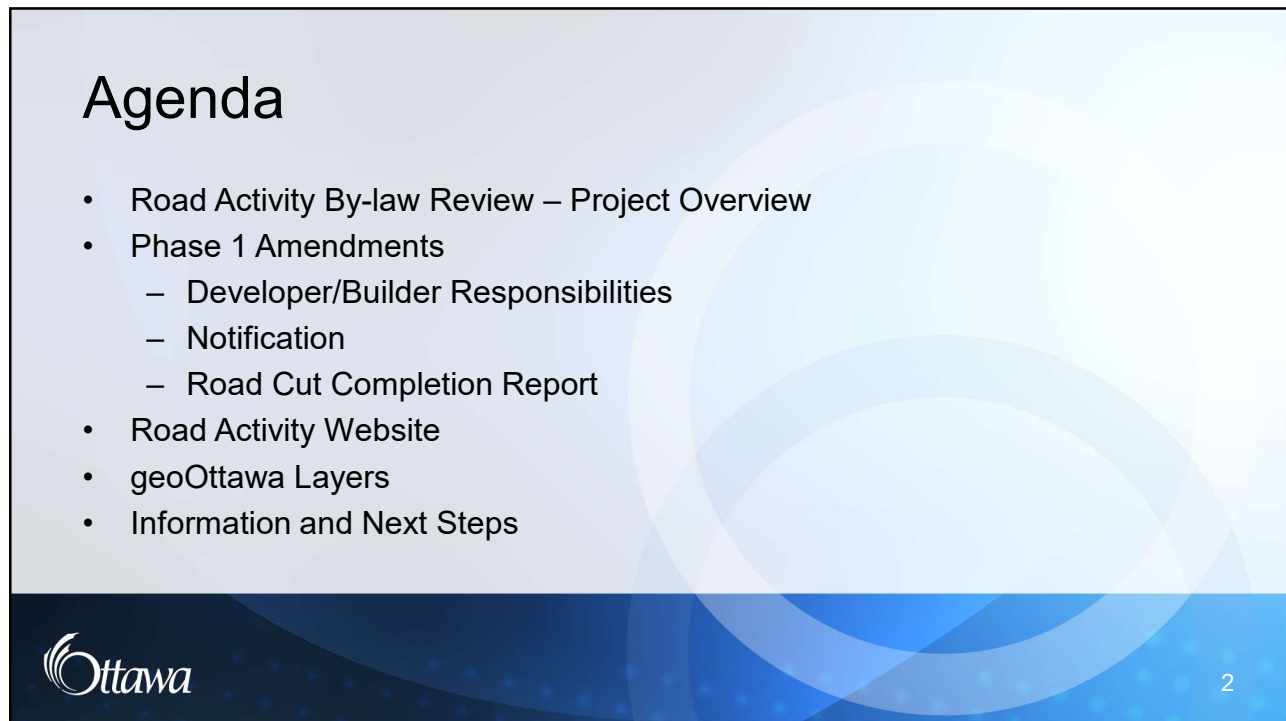 Agenda
• Road Activity By-law Review – Project Overview
• Phase 1 Amendments
– Developer/Builder Responsibilities
– Notification
– Road Cut Completion Report
• Road Activity Website
• geoOttawa Layers
• Information and Next Steps
Ottawa
2